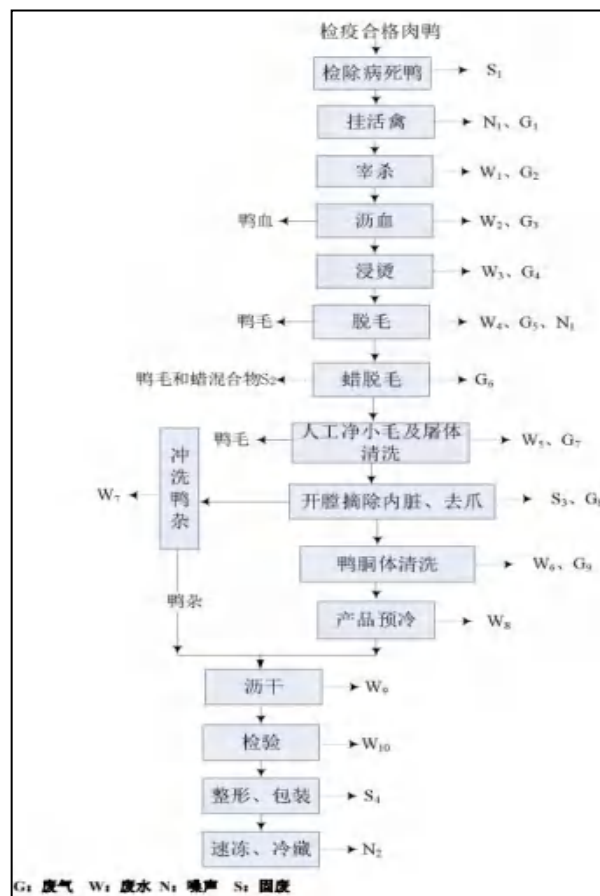 检疫合格肉鸭
检除病死鸭 S₁
挂活禽 N₁、G₁
宰杀 W₁、G₂
鸭血 沥血 W₂、G₃
浸烫 W₃、G₄
鸭毛 脱毛 W₄、G₅、N₁
鸭毛和蜡混合物S₂ 蜡脱毛 G₆
鸭毛 人工净小毛及屠体 W₅、G₇
清洗
冲洗鸭杂
W₇ 开膛摘除内脏、去爪 S₃、G
鸭胴体清洗 W₆、G₉
鸭杂 产品预冷 W₈
沥干 W₉
检验 W₁₀
整形、包装 S₄
速冻、冷藏 N₂
G：废气 W：废水 N：噪声 S：固废